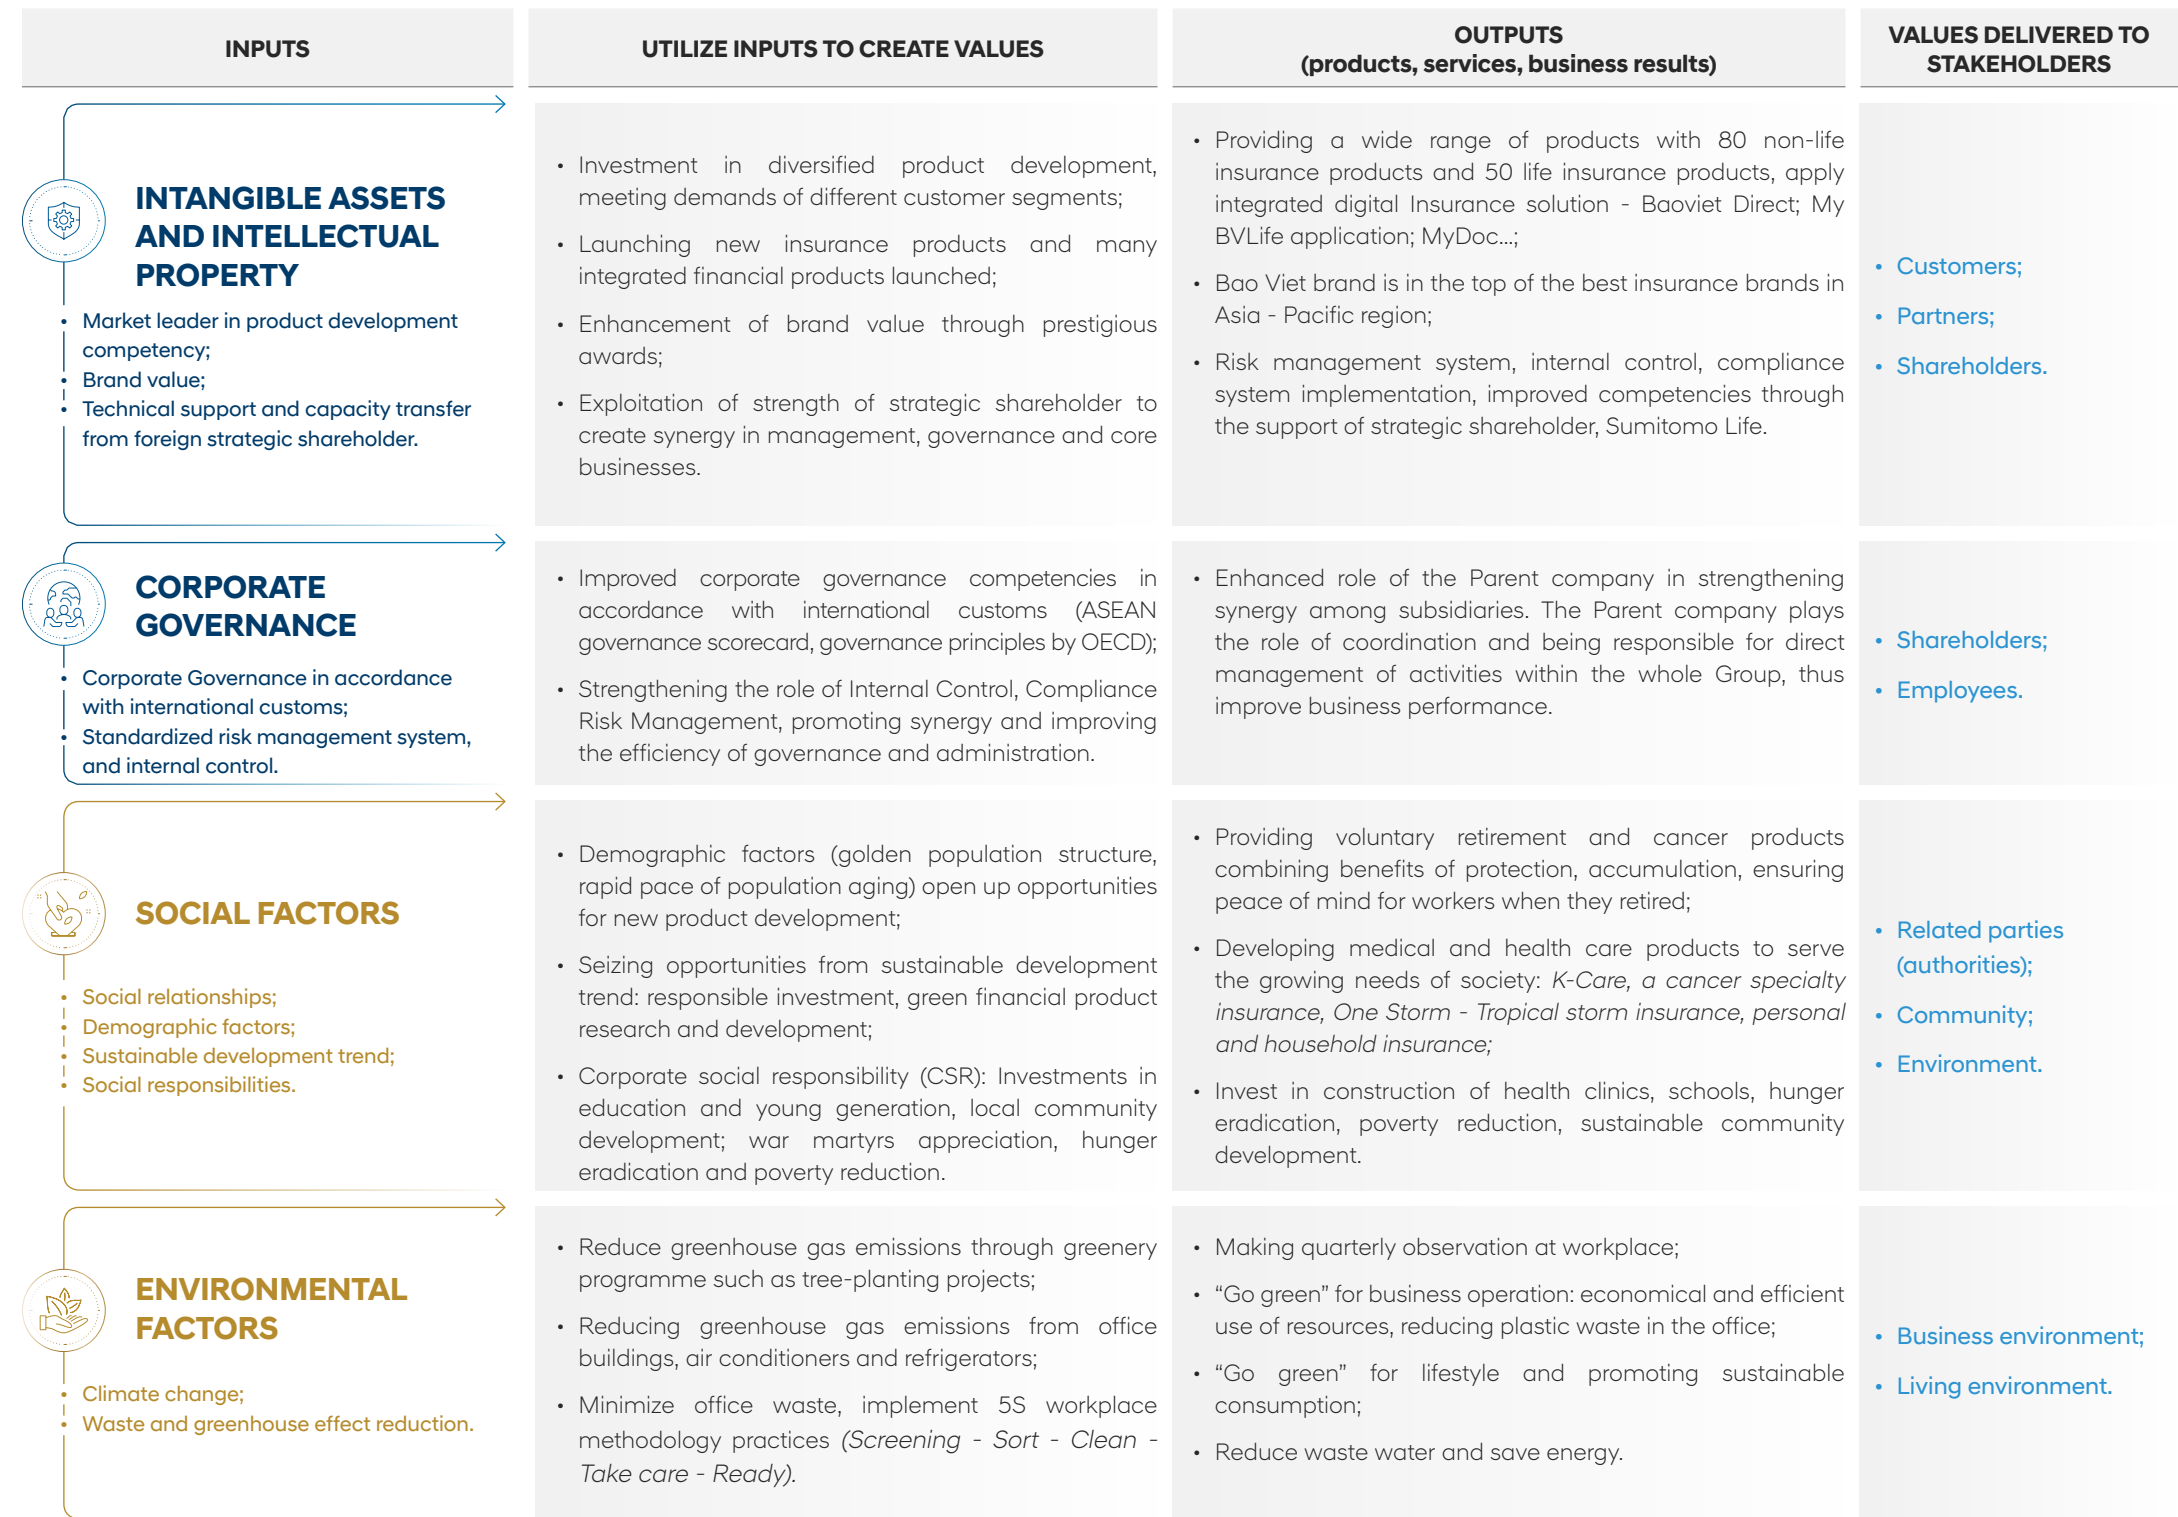 INPUTS
UTILIZE INPUTS TO CREATE VALUES
OUTPUTS
(products, services, business results)
VALUES DELIVERED TO
STAKEHOLDERS
INTANGIBLE ASSETS
AND INTELLECTUAL
PROPERTY
• Market leader in product development
competency;
• Brand value;
• Technical support and capacity transfer
from foreign strategic shareholder.
• Investment in diversified product development,
meeting demands of different customer segments;
• Launching new insurance products and many
integrated financial products launched;
• Enhancement of brand value through prestigious
awards;
• Exploitation of strength of strategic shareholder to
create synergy in management, governance and core
businesses.
• Providing a wide range of products with 80 non-life
insurance products and 50 life insurance products, apply
integrated digital Insurance solution - Baoviet Direct; My
BVLife application; MyDoc...;
• Bao Viet brand is in the top of the best insurance brands in
Asia - Pacific region;
• Risk management system, internal control, compliance
system implementation, improved competencies through
the support of strategic shareholder, Sumitomo Life.
• Customers;
• Partners;
• Shareholders.
CORPORATE
GOVERNANCE
• Corporate Governance in accordance
with international customs;
• Standardized risk management system,
and internal control.
• Improved corporate governance competencies in
accordance with international customs (ASEAN
governance scorecard, governance principles by OECD);
• Strengthening the role of Internal Control, Compliance
Risk Management, promoting synergy and improving
the efficiency of governance and administration.
• Enhanced role of the Parent company in strengthening
synergy among subsidiaries. The Parent company plays
the role of coordination and being responsible for direct
management of activities within the whole Group, thus
improve business performance.
• Shareholders;
• Employees.
SOCIAL FACTORS
• Social relationships;
• Demographic factors;
• Sustainable development trend;
• Social responsibilities.
• Demographic factors (golden population structure,
rapid pace of population aging) open up opportunities
for new product development;
• Seizing opportunities from sustainable development
trend: responsible investment, green financial product
research and development;
• Corporate social responsibility (CSR): Investments in
education and young generation, local community
development; war martyrs appreciation, hunger
eradication and poverty reduction.
• Providing voluntary retirement and cancer products
combining benefits of protection, accumulation, ensuring
peace of mind for workers when they retired;
• Developing medical and health care products to serve
the growing needs of society: K-Care, a cancer specialty
insurance, One Storm - Tropical storm insurance, personal
and household insurance;
• Invest in construction of health clinics, schools, hunger
eradication, poverty reduction, sustainable community
development.
• Related parties
(authorities);
• Community;
• Environment.
ENVIRONMENTAL
FACTORS
• Climate change;
• Waste and greenhouse effect reduction.
• Reduce greenhouse gas emissions through greenery
programme such as tree-planting projects;
• Reducing greenhouse gas emissions from office
buildings, air conditioners and refrigerators;
• Minimize office waste, implement 5S workplace
methodology practices (Screening - Sort - Clean -
Take care - Ready).
• Making quarterly observation at workplace;
• “Go green” for business operation: economical and efficient
use of resources, reducing plastic waste in the office;
• “Go green” for lifestyle and promoting sustainable
consumption;
• Reduce waste water and save energy.
• Business environment;
• Living environment.